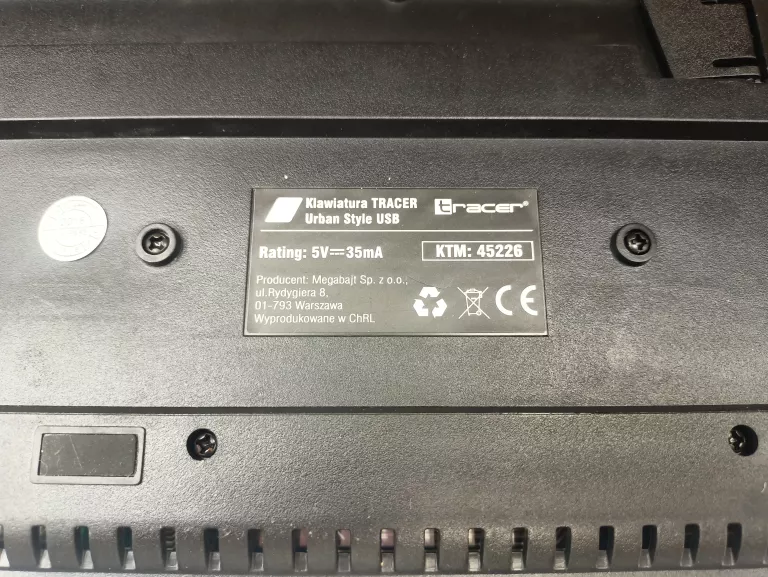 Klawiatura TRACER
Urban Style USB
tracer®
Rating: 5V⎓35mA
KTM: 45226
Producent: Megabajt Sp. z o.o.,
ul.Rydygiera 8,
01-793 Warszawa
Wyprodukowane w ChRL
CE